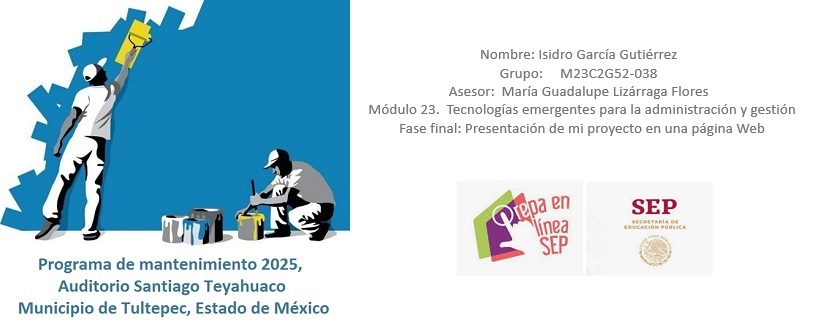 Programa de mantenimiento 2025,
Auditorio Santiago Teyahuaco
Municipio de Tultepec, Estado de México
Nombre: Isidro García Gutiérrez
Grupo: M23C2G52-038
Asesor: María Guadalupe Lizárraga Flores
Módulo 23. Tecnologías emergentes para la administración y gestión
Fase final: Presentación de mi proyecto en una página Web
Prepa en
línea
SEP
SEP
SECRETARÍA DE
EDUCACIÓN PÚBLICA